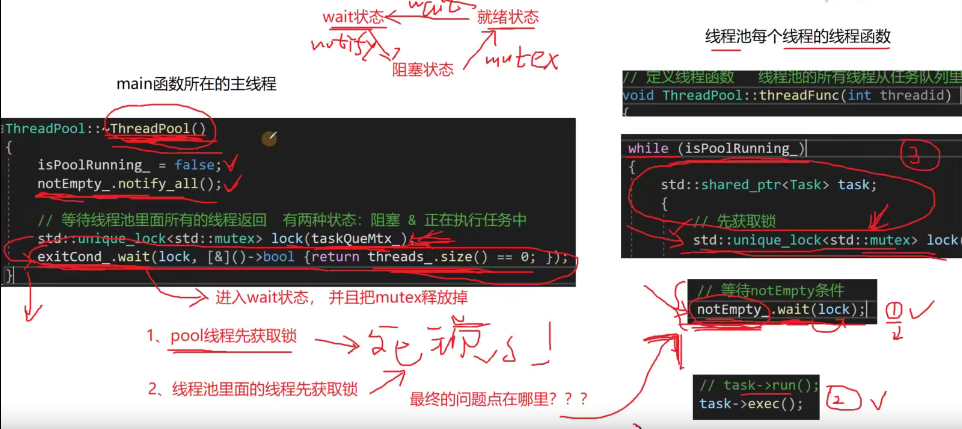 wait
wait状态
就绪状态
notify
阻塞状态
mutex
线程池每个线程的线程函数
main函数所在的主线程
// 定义线程函数 线程池的所有线程从任务队列里
void ThreadPool::threadFunc(int threadid)
{
ThreadPool::~ThreadPool()
{
isPoolRunning_ = false;
notEmpty_.notify_all();
// 等待线程池里面所有的线程返回 有两种状态：阻塞 & 正在执行任务中
std::unique_lock<std::mutex> lock(taskQueMtx_);
exitCond_.wait(lock, [&]()->bool {return threads_.size() == 0; });
}
while (isPoolRunning_)
③
{
std::shared_ptr<Task> task;
{
// 先获取锁
std::unique_lock<std::mutex> lock(
进入wait状态，并且把mutex释放掉
// 等待notEmpty条件
notEmpty_.wait(lock);
①
1、pool线程先获取锁
死锁
2、线程池里面的线程先获取锁
最终的问题点在哪里？？？
// task->run();
task->exec();
②